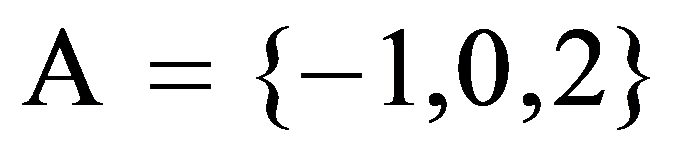 A = {−1,0,2}